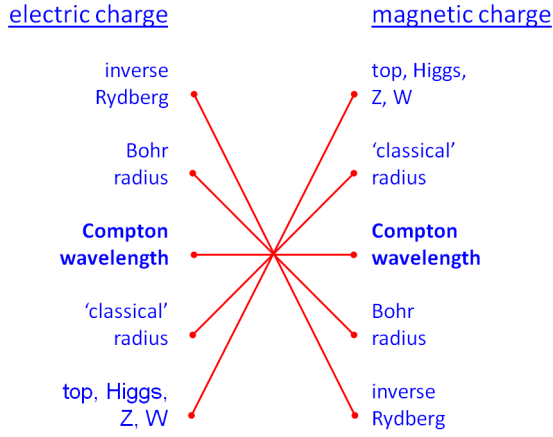 electric charge
magnetic charge
inverse
Rydberg
top, Higgs,
Z, W
Bohr
radius
‘classical’
radius
Compton
wavelength
Compton
wavelength
‘classical’
radius
Bohr
radius
top, Higgs,
Z, W
inverse
Rydberg